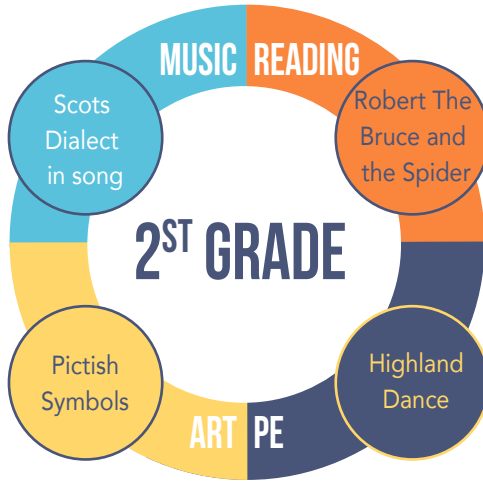 MUSIC READING
Scots
Dialect
in song
Robert The
Bruce and
the Spider
2ST GRADE
Pictish
Symbols
Highland
Dance
ART PE